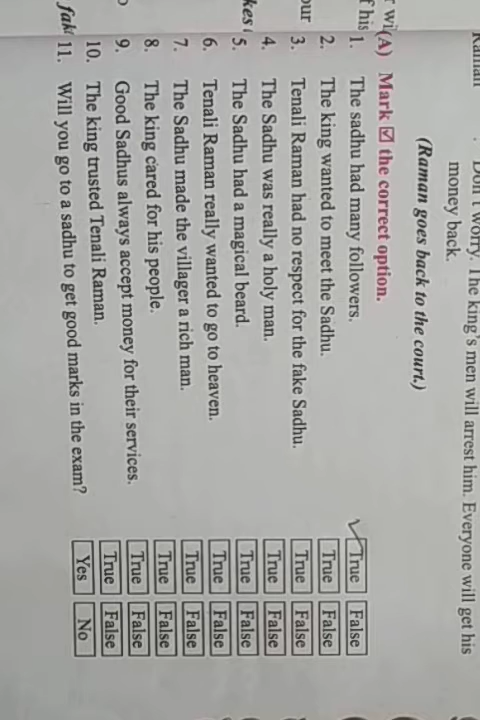 Don't worry. The king's men will arrest him. Everyone will get his
money back.
(Raman goes back to the court.)
(A) Mark ☑ the correct option.
1. The sadhu had many followers. True False
2. The king wanted to meet the Sadhu. True False
3. Tenali Raman had no respect for the fake Sadhu. True False
4. The Sadhu was really a holy man. True False
5. The Sadhu had a magical beard. True False
6. Tenali Raman really wanted to go to heaven. True False
7. The Sadhu made the villager a rich man. True False
8. The king cared for his people. True False
9. Good Sadhus always accept money for their services. True False
10. The king trusted Tenali Raman. True False
11. Will you go to a sadhu to get good marks in the exam? Yes No